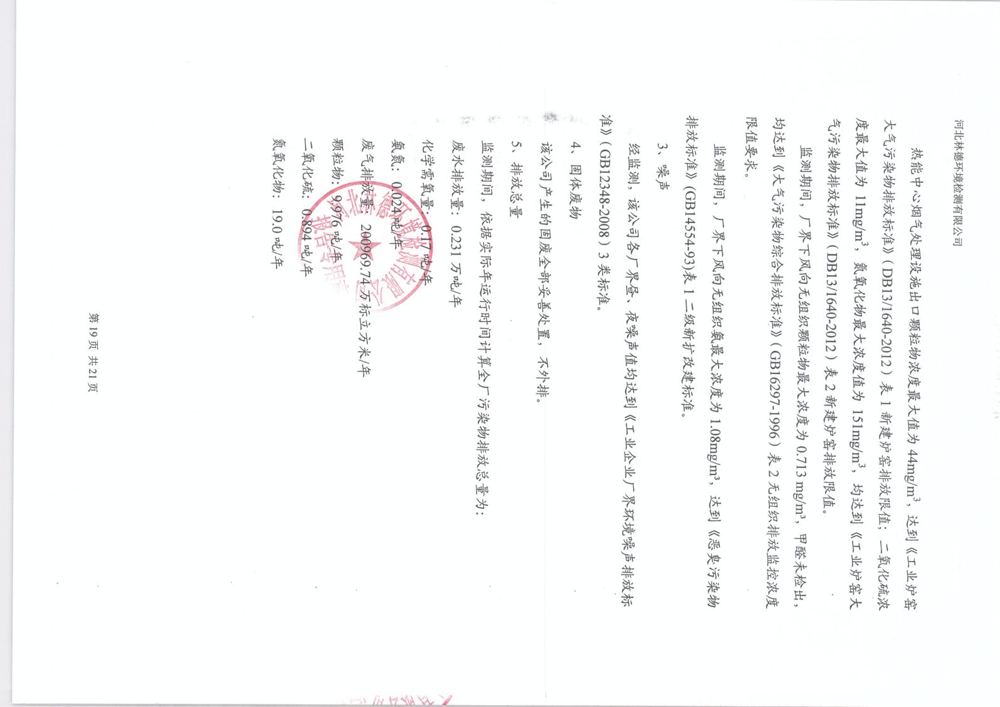 河北林德环境检测有限公司
热能中心烟气处理设施出口颗粒物浓度最大值为 44mg/m³，达到《工业炉窑
大气污染物排放标准》（DB13/1640-2012）表 1 新建炉窑排放限值；二氧化硫浓
度最大值为 11mg/m³，氮氧化物最大浓度值为 151mg/m³，均达到《工业炉窑大
气污染物排放标准》（DB13/1640-2012）表 2 新建炉窑排放限值。
监测期间，厂界下风向无组织颗粒物最大浓度为 0.713 mg/m³，甲醛未检出，
均达到《大气污染物综合排放标准》（GB16297-1996）表 2 无组织排放监控浓度
限值要求。
监测期间，厂界下风向无组织氨最大浓度为 1.08mg/m³，达到《恶臭污染物
排放标准》(GB14554-93)表 1 二级新扩改建标准。
3、噪声
经监测，该公司各厂界昼、夜噪声值均达到《工业企业厂界环境噪声排放标
准》（GB12348-2008）3 类标准。
4、固体废物
该公司产生的固废全部妥善处置，不外排。
5、排放总量
监测期间，依据实际年运行时间计算全厂污染物排放总量为：
废水排放量：0.231 万吨/年
化学需氧量：0.17 吨/年
氨氮：0.024 吨/年
废气排放量：200969.74 万标立方米/年
颗粒物：9.976 吨/年
二氧化硫：0.894 吨/年
氮氧化物：19.0 吨/年
河北林德环境检测有限公
报告专用章
第 19 页 共 21 页